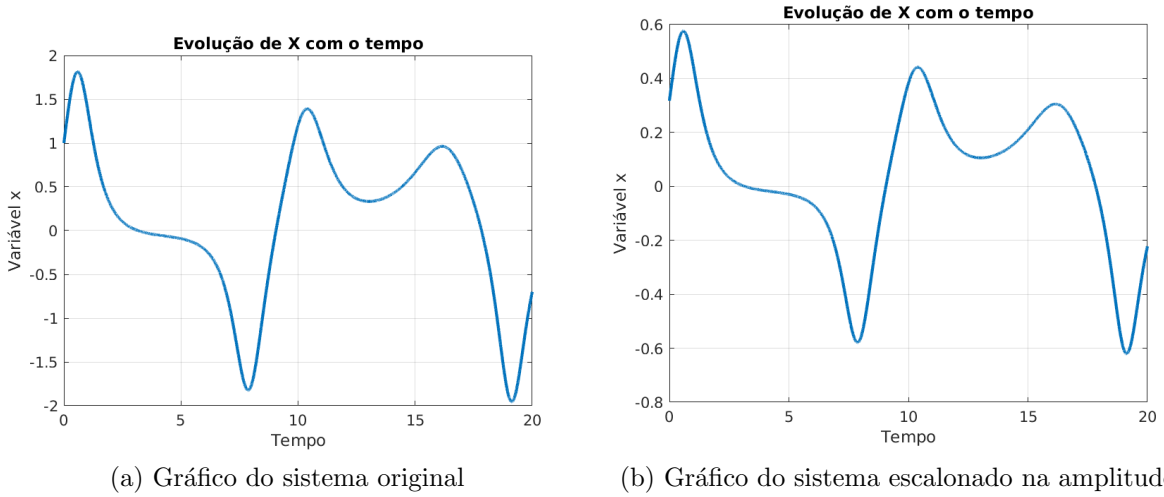 Evolução de X com o tempo
2
1.5
1
0.5
0
-0.5
-1
-1.5
-2
Variável x
0 5 10 15 20
Tempo
(a) Gráfico do sistema original
Evolução de X com o tempo
0.6
0.4
0.2
0
-0.2
-0.4
-0.6
-0.8
Variável x
0 5 10 15 20
Tempo
(b) Gráfico do sistema escalonado na amplitud